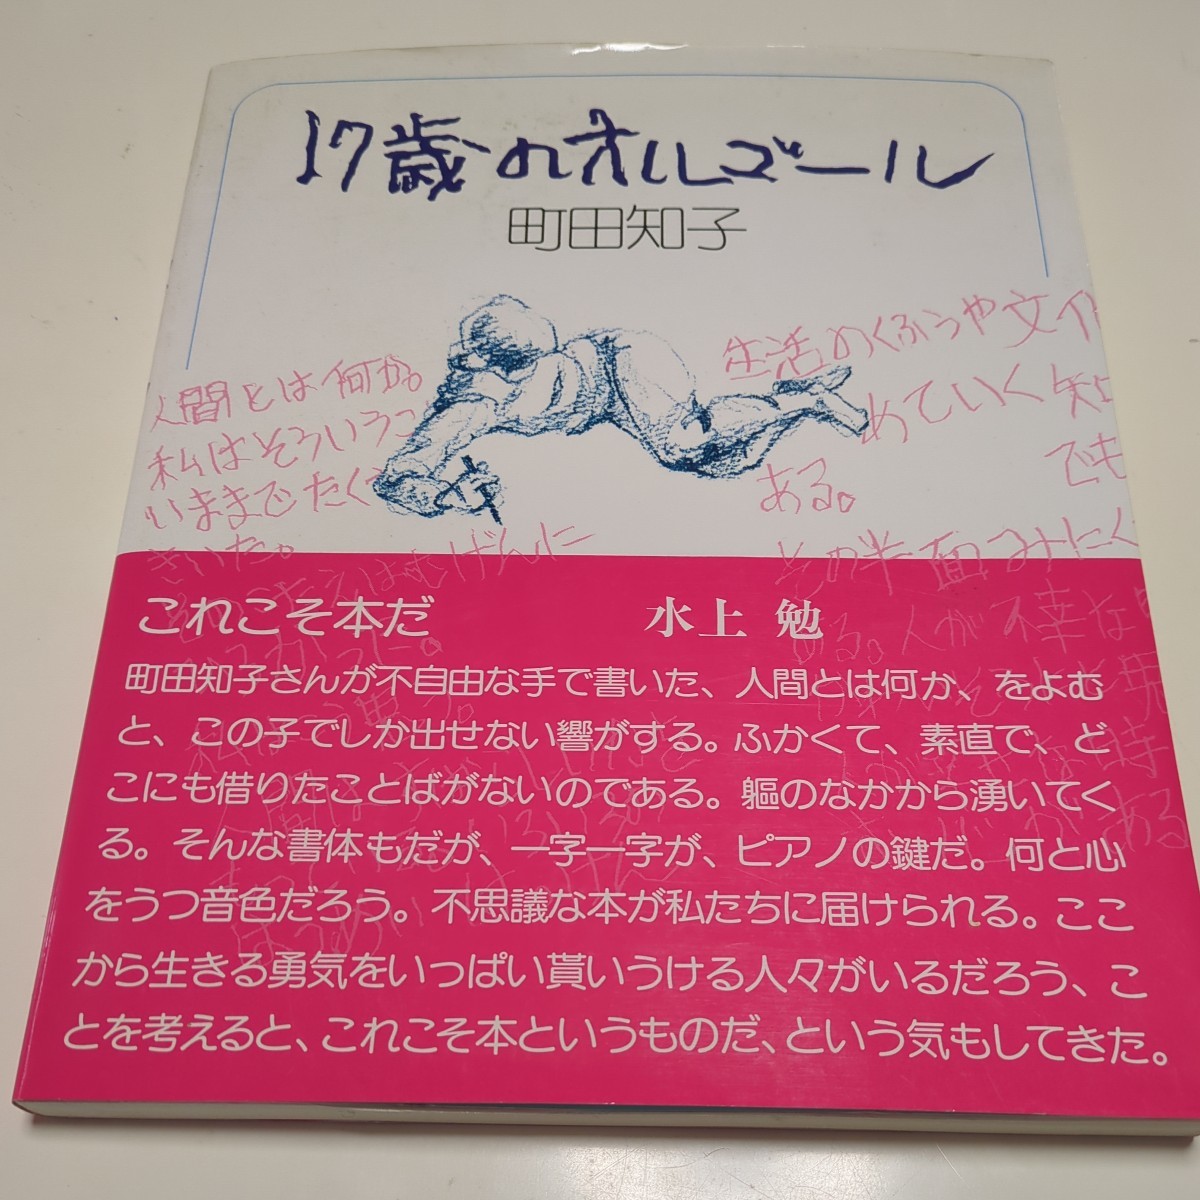 17歳のオルゴール
町田知子
人間とは何か。
私はそういうこ
いままでたくさ
きいた。
生活のくふうや文イ
めていく知
ある。 でも
その半面みにく
これこそ本だ 水上 勉
町田知子さんが不自由な手で書いた、人間とは何か、をよむ
と、この子でしか出せない響がする。ふかくて、素直で、ど
こにも借りたことばがないのである。軀のなかから湧いてく
る。そんな書体もだが、一字一字が、ピアノの鍵だ。何と心
をうつ音色だろう。不思議な本が私たちに届けられる。ここ
から生きる勇気をいっぱい貰いうける人々がいるだろう、こ
とを考えると、これこそ本というものだ、という気もしてきた。